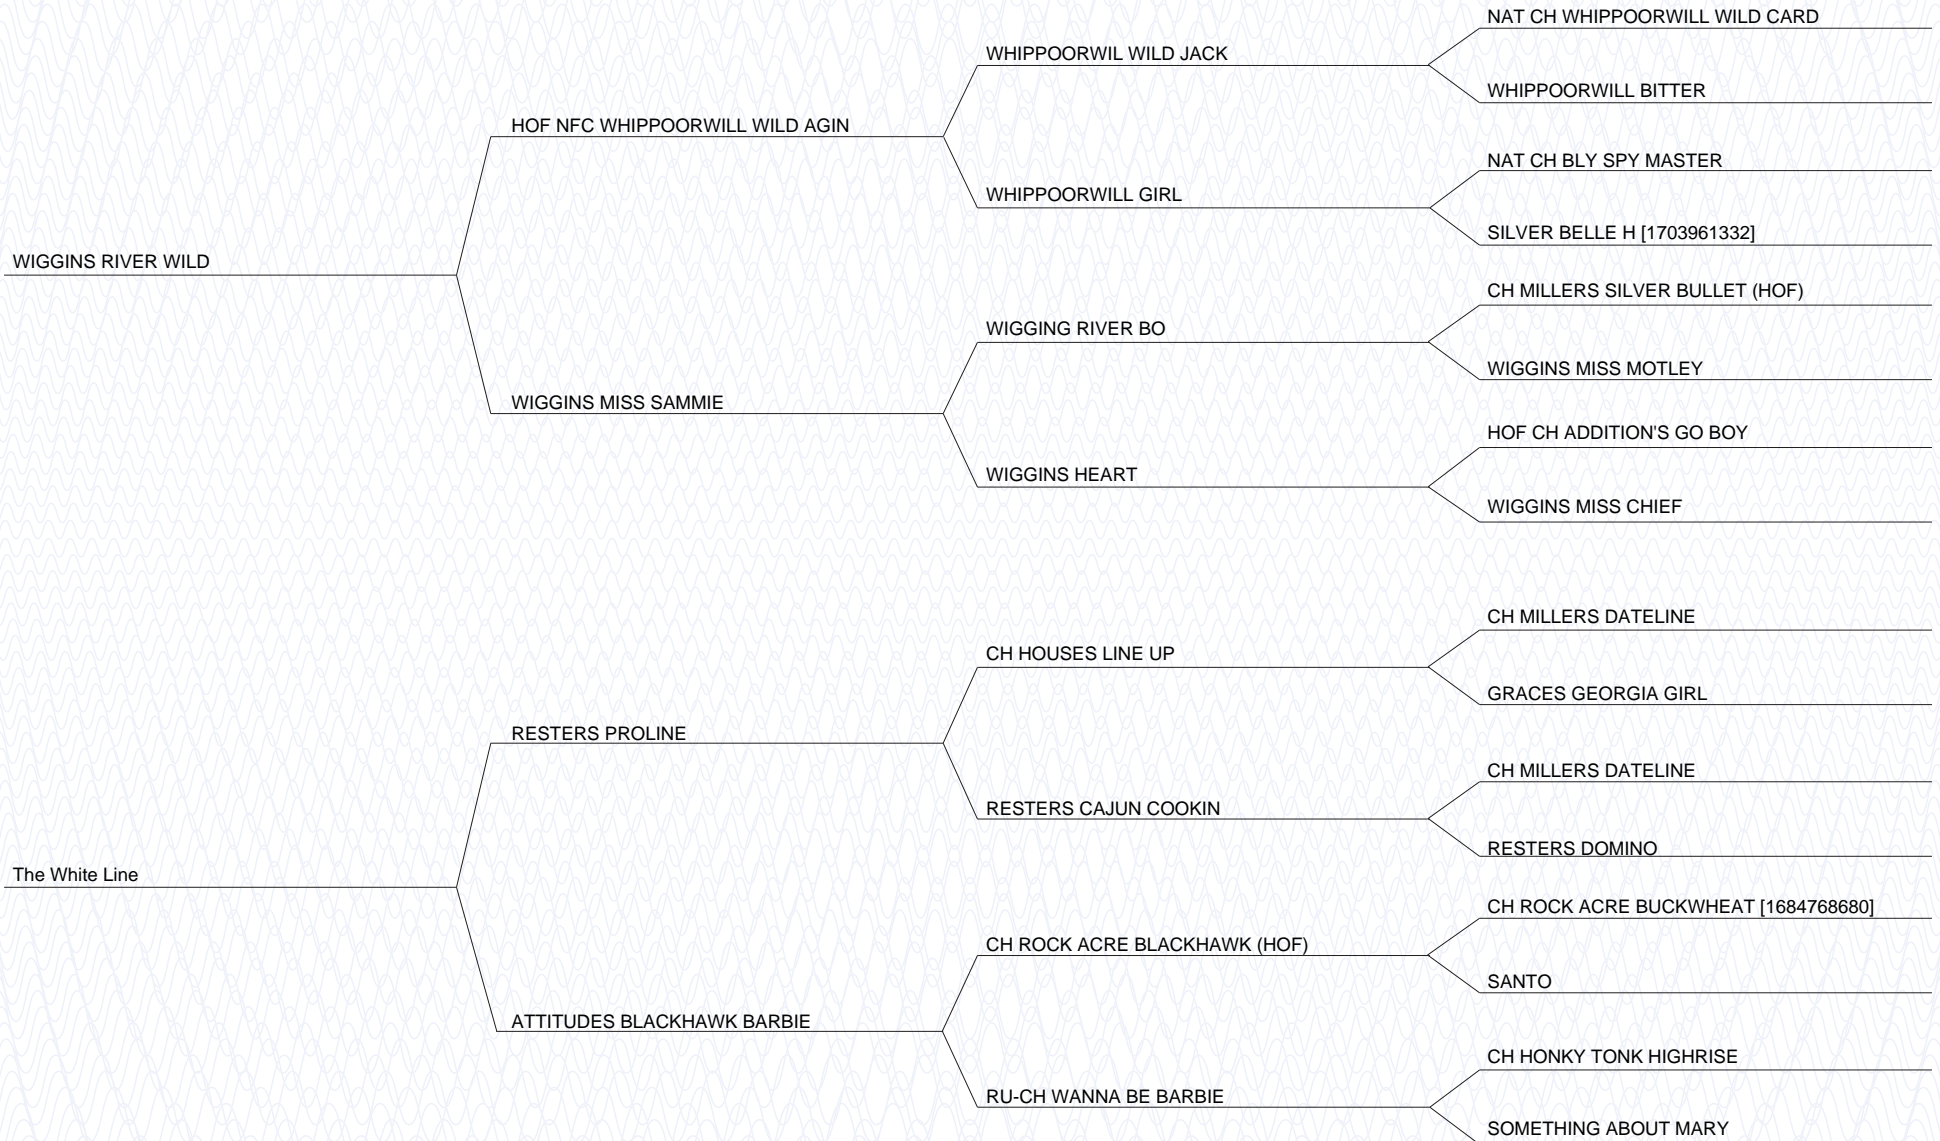 NAT CH WHIPPOORWILL WILD CARD
WHIPPOORWIL WILD JACK
WHIPPOORWILL BITTER
HOF NFC WHIPPOORWILL WILD AGIN
NAT CH BLY SPY MASTER
WHIPPOORWILL GIRL
SILVER BELLE H [1703961332]
WIGGINS RIVER WILD
CH MILLERS SILVER BULLET (HOF)
WIGGING RIVER BO
WIGGINS MISS MOTLEY
WIGGINS MISS SAMMIE
HOF CH ADDITION'S GO BOY
WIGGINS HEART
WIGGINS MISS CHIEF
CH MILLERS DATELINE
CH HOUSES LINE UP
GRACES GEORGIA GIRL
RESTERS PROLINE
CH MILLERS DATELINE
RESTERS CAJUN COOKIN
RESTERS DOMINO
The White Line
CH ROCK ACRE BUCKWHEAT [1684768680]
CH ROCK ACRE BLACKHAWK (HOF)
SANTO
ATTITUDES BLACKHAWK BARBIE
CH HONKY TONK HIGHRISE
RU-CH WANNA BE BARBIE
SOMETHING ABOUT MARY